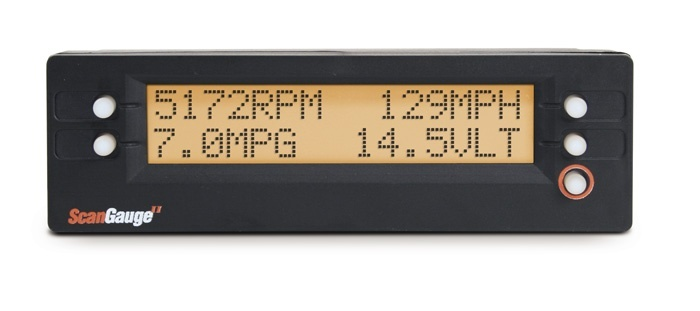 5172RPM 129MPH
7.0MPG 14.5VLT
ScanGauge II